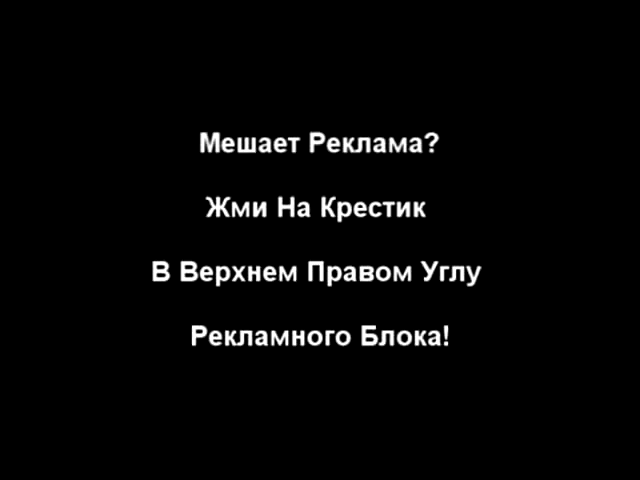 Мешает Реклама?
Жми На Крестик
В Верхнем Правом Углу
Рекламного Блока!